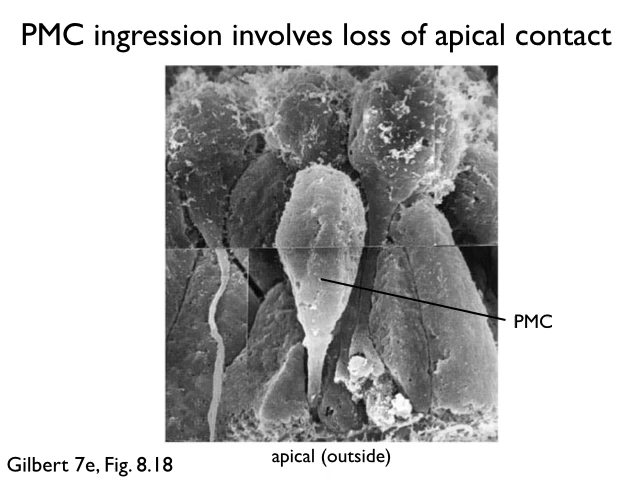 PMC ingression involves loss of apical contact
PMC
apical (outside)
Gilbert 7e, Fig. 8.18